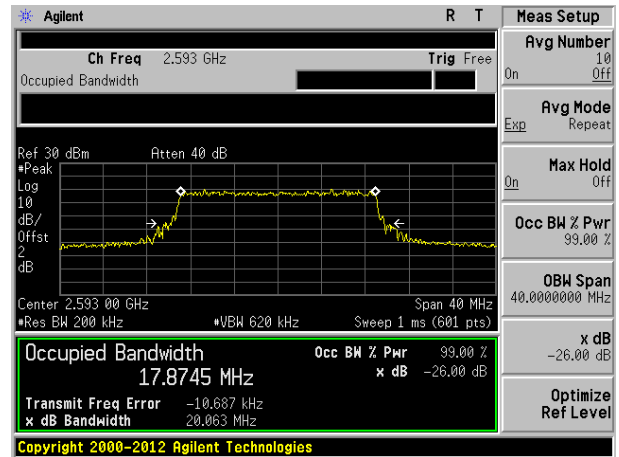 Agilent R T Meas Setup
Avg Number
10
On Off
Ch Freq 2.593 GHz Trig Free
Occupied Bandwidth
Avg Mode
Exp Repeat
Ref 30 dBm Atten 40 dB
#Peak
Log
10
dB/
Offst
2
dB
Max Hold
On Off
Occ BW % Pwr
99.00 %
OBW Span
40.0000000 MHz
Center 2.593 00 GHz Span 40 MHz
#Res BW 200 kHz #VBW 620 kHz Sweep 1 ms (601 pts)
x dB
-26.00 dB
Occupied Bandwidth Occ BW % Pwr 99.00 %
17.8745 MHz x dB -26.00 dB
Transmit Freq Error -10.687 kHz
x dB Bandwidth 20.063 MHz
Optimize
Ref Level
Copyright 2000-2012 Agilent Technologies